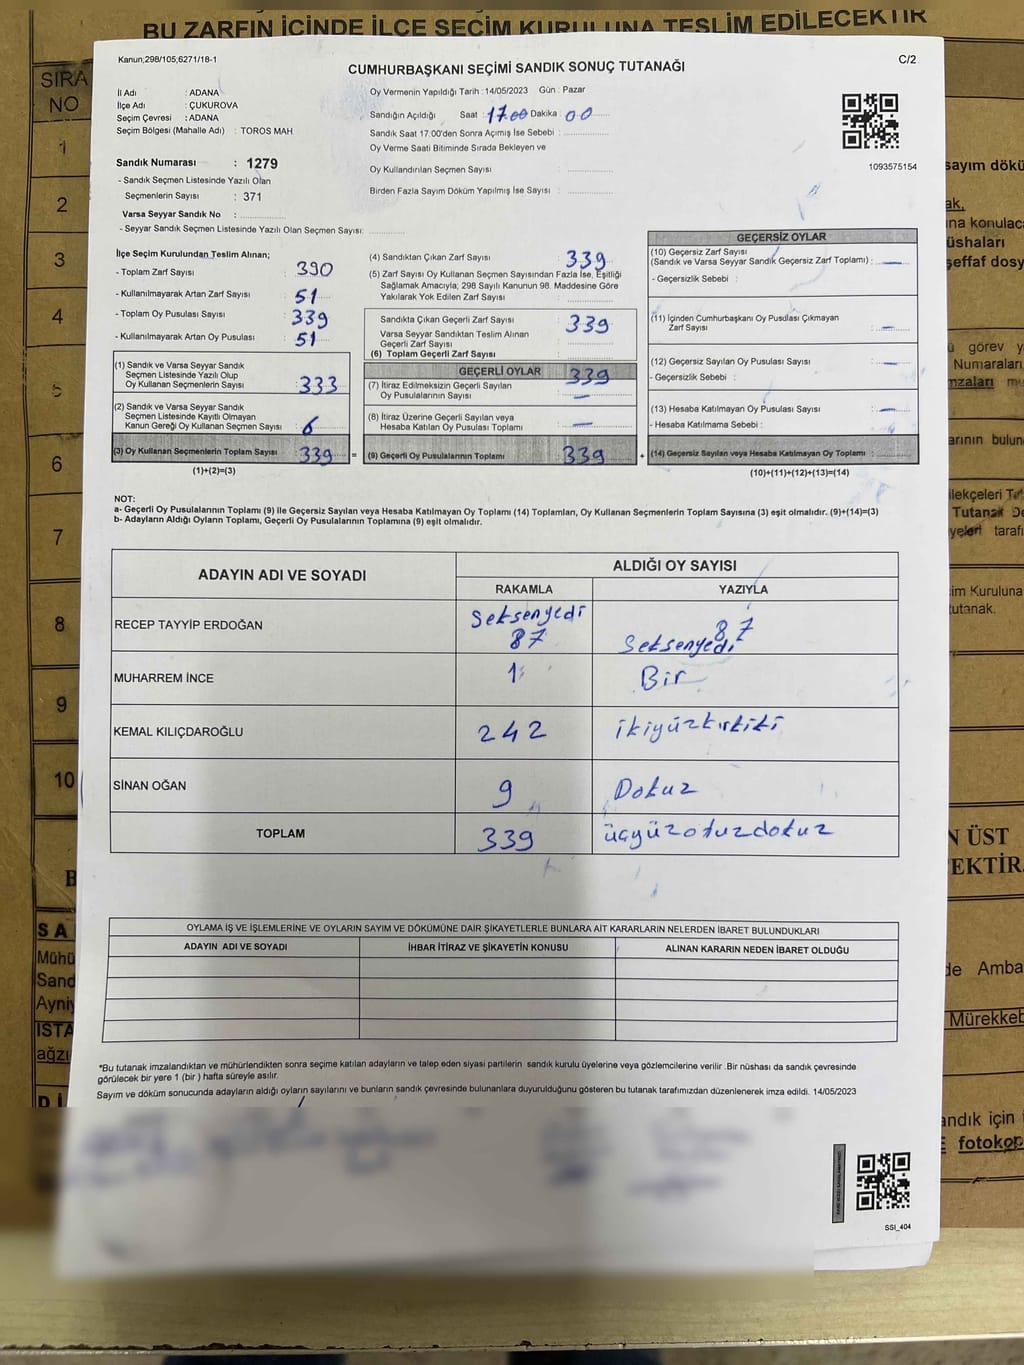 BU ZARFIN İÇİNDE İLÇE SEÇİM KURULUNA TESLİM EDİLECEKTİR
SIRA
NO
1
2
3
4
5
6
7
8
9
10
Kanun;298/105;6271/18-1
CUMHURBAŞKANI SEÇİMİ SANDIK SONUÇ TUTANAĞI
C/2
İl Adı : ADANA
İlçe Adı : ÇUKUROVA
Seçim Çevresi : ADANA
Seçim Bölgesi (Mahalle Adı) : TOROS MAH
Sandık Numarası : 1279
- Sandık Seçmen Listesinde Yazılı Olan
Seçmenlerin Sayısı : 371
Varsa Seyyar Sandık No :
- Seyyar Sandık Seçmen Listesinde Yazılı Olan Seçmen Sayısı:
Oy Vermenin Yapıldığı Tarih :14/05/2023 Gün : Pazar
Sandığın Açıldığı Saat : 17.00 Dakika : 00
Sandık Saat 17:00'den Sonra Açımış İse Sebebi :
Oy Verme Saati Bitiminde Sırada Bekleyen ve
Oy Kullandırılan Seçmen Sayısı :
Birden Fazla Sayım Döküm Yapılmış İse Sayısı :
1093575154
İlçe Seçim Kurulundan Teslim Alınan;
- Toplam Zarf Sayısı : 390
- Kullanılmayarak Artan Zarf Sayısı : 51
- Toplam Oy Pusulası Sayısı : 339
- Kullanılmayarak Artan Oy Pusulası : 51
(1) Sandık ve Varsa Seyyar Sandık
Seçmen Listesinde Yazılı Olup
Oy Kullanan Seçmenlerin Sayısı : 333
(2) Sandık ve Varsa Seyyar Sandık
Seçmen Listesinde Kayıtlı Olmayan
Kanun Gereği Oy Kullanan Seçmen Sayısı : 6
(3) Oy Kullanan Seçmenlerin Toplam Sayısı : 339 =
(1)+(2)=(3)
(4) Sandıktan Çıkan Zarf Sayısı : 339
(5) Zarf Sayısı Oy Kullanan Seçmen Sayısından Fazla İse, Eşitliği
Sağlamak Amacıyla; 298 Sayılı Kanunun 98. Maddesine Göre
Yakılarak Yok Edilen Zarf Sayısı :
Sandıkta Çıkan Geçerli Zarf Sayısı : 339
Varsa Seyyar Sandıktan Teslim Alınan
Geçerli Zarf Sayısı :
(6) Toplam Geçerli Zarf Sayısı :
GEÇERLİ OYLAR
339
(7) İtiraz Edilmeksizin Geçerli Sayılan
Oy Pusulalarının Sayısı : —
(8) İtiraz Üzerine Geçerli Sayılan veya
Hesaba Katılan Oy Pusulası Toplamı : —
(9) Geçerli Oy Pusulalarının Toplamı : 339 +
GEÇERSİZ OYLAR
(10) Geçersiz Zarf Sayısı
(Sandık ve Varsa Seyyar Sandık Geçersiz Zarf Toplamı) : —
- Geçersizlik Sebebi :
(11) İçinden Cumhurbaşkanı Oy Pusulası Çıkmayan
Zarf Sayısı : —
(12) Geçersiz Sayılan Oy Pusulası Sayısı : —
- Geçersizlik Sebebi :
(13) Hesaba Katılmayan Oy Pusulası Sayısı : —
- Hesaba Katılmama Sebebi :
(14) Geçersiz Sayılan veya Hesaba Katılmayan Oy Toplamı :
(10)+(11)+(12)+(13)=(14)
NOT:
a- Geçerli Oy Pusulalarının Toplamı (9) ile Geçersiz Sayılan veya Hesaba Katılmayan Oy Toplamı (14) Toplamları, Oy Kullanan Seçmenlerin Toplam Sayısına (3) eşit olmalıdır. (9)+(14)=(3)
b- Adayların Aldığı Oyların Toplamı, Geçerli Oy Pusulalarının Toplamına (9) eşit olmalıdır.
ADAYIN ADI VE SOYADI
ALDIĞI OY SAYISI
RAKAMLA YAZIYLA
RECEP TAYYİP ERDOĞAN Seksenyedi 87 87 Seksenyedi
MUHARREM İNCE 1 Bir
KEMAL KILIÇDAROĞLU 242 ikiyüzkırkiki
SİNAN OĞAN 9 Dokuz
TOPLAM 339 üçyüzotuzdokuz
OYLAMA İŞ VE İŞLEMLERİNE VE OYLARIN SAYIM VE DÖKÜMÜNE DAİR ŞİKAYETLERLE BUNLARA AİT KARARLARIN NELERDEN İBARET BULUNDUKLARI
ADAYIN ADI VE SOYADI İHBAR İTİRAZ VE ŞİKAYETİN KONUSU ALINAN KARARIN NEDEN İBARET OLDUĞU
*Bu tutanak imzalandıktan ve mühürlendikten sonra seçime katılan adayların ve talep eden siyasi partilerin sandık kurulu üyelerine veya gözlemcilerine verilir. Bir nüshası da sandık çevresinde
görülecek bir yere 1 (bir) hafta süreyle asılır.
Sayım ve döküm sonucunda adayların aldığı oyların sayılarını ve bunların sandık çevresinde bulunanlara duyurulduğunu gösteren bu tutanak tarafımızdan düzenlenerek imza edildi. 14/05/2023
SSI_404
sayım dökü
ak,
na konulac
üshaları
şeffaf dosy
ü görev y
Numaraları
mzaları mu
arının bulun
Tutanak De
yeleri tarafı
im Kuruluna
tutanak.
N ÜST
EKTİR.
de Amba
Mürekkeb
andık için
E fotokop
B
S A
Mühü
Sand
Ayniy
ISTA
ağzı
D İ